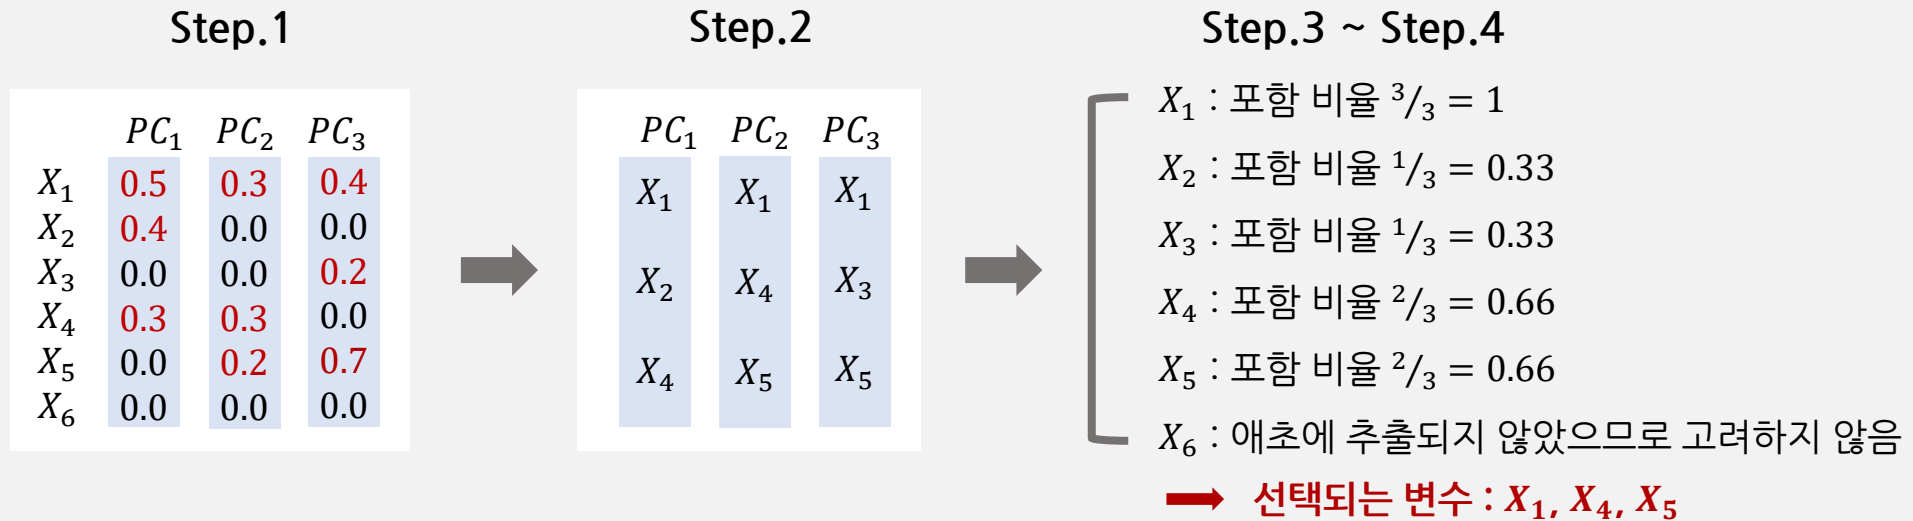 Step.1
PC₁ PC₂ PC₃
X₁ 0.5 0.3 0.4
X₂ 0.4 0.0 0.0
X₃ 0.0 0.0 0.2
X₄ 0.3 0.3 0.0
X₅ 0.0 0.2 0.7
X₆ 0.0 0.0 0.0
Step.2
PC₁ PC₂ PC₃
X₁ X₁ X₁
X₂ X₄ X₃
X₄ X₅ X₅
Step.3 ~ Step.4
X₁ : 포함 비율 ³/₃ = 1
X₂ : 포함 비율 ¹/₃ = 0.33
X₃ : 포함 비율 ¹/₃ = 0.33
X₄ : 포함 비율 ²/₃ = 0.66
X₅ : 포함 비율 ²/₃ = 0.66
X₆ : 애초에 추출되지 않았으므로 고려하지 않음
선택되는 변수 : X₁, X₄, X₅